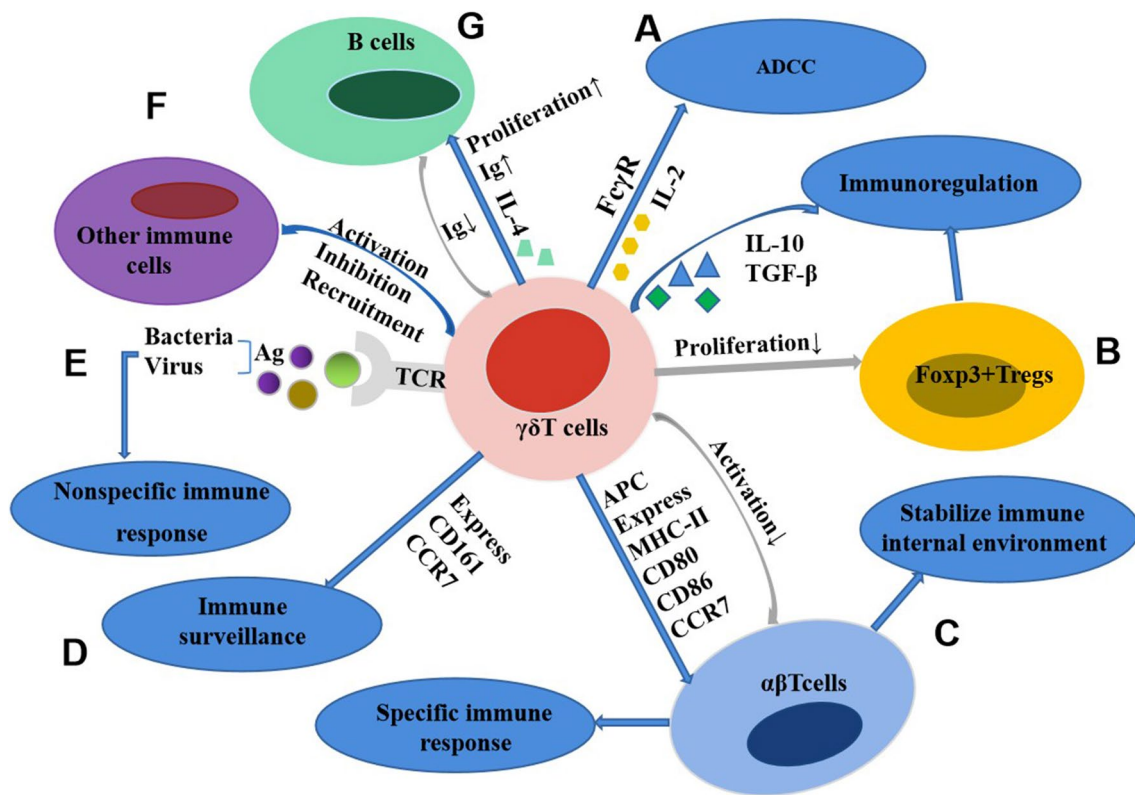 G
B cells
A
ADCC
F
Proliferation↑
Ig↑
IL-4
Ig↓
FcγR
IL-2
Immunoregulation
IL-10
TGF-β
Other immune
cells
Activation
Inhibition
Recruitment
E
Bacteria
Virus
Ag
TCR
γδT cells
Proliferation↓
B
Foxp3+Tregs
Nonspecific immune
response
Express
CD161
CCR7
APC
Express
MHC-II
CD80
CD86
CCR7
Activation↓
Stabilize immune
internal environment
D
Immune
surveillance
C
αβTcells
Specific immune
response